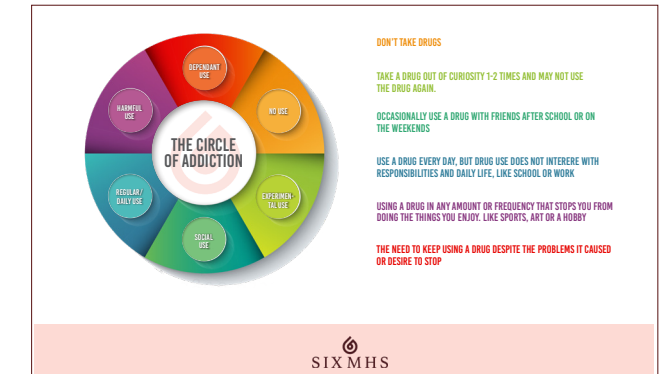 DEPENDANT
USE
NO USE
HARMFUL
USE
THE CIRCLE
OF ADDICTION
REGULAR/
DAILY USE
EXPERIMEN-
TAL USE
SOCIAL
USE
DON'T TAKE DRUGS
TAKE A DRUG OUT OF CURIOSITY 1-2 TIMES AND MAY NOT USE
THE DRUG AGAIN.
OCCASIONALLY USE A DRUG WITH FRIENDS AFTER SCHOOL OR ON
THE WEEKENDS
USE A DRUG EVERY DAY, BUT DRUG USE DOES NOT INTERERE WITH
RESPONSIBILITIES AND DAILY LIFE, LIKE SCHOOL OR WORK
USING A DRUG IN ANY AMOUNT OR FREQUENCY THAT STOPS YOU FROM
DOING THE THINGS YOU ENJOY. LIKE SPORTS, ART OR A HOBBY
THE NEED TO KEEP USING A DRUG DESPITE THE PROBLEMS IT CAUSED
OR DESIRE TO STOP
SIX MHS